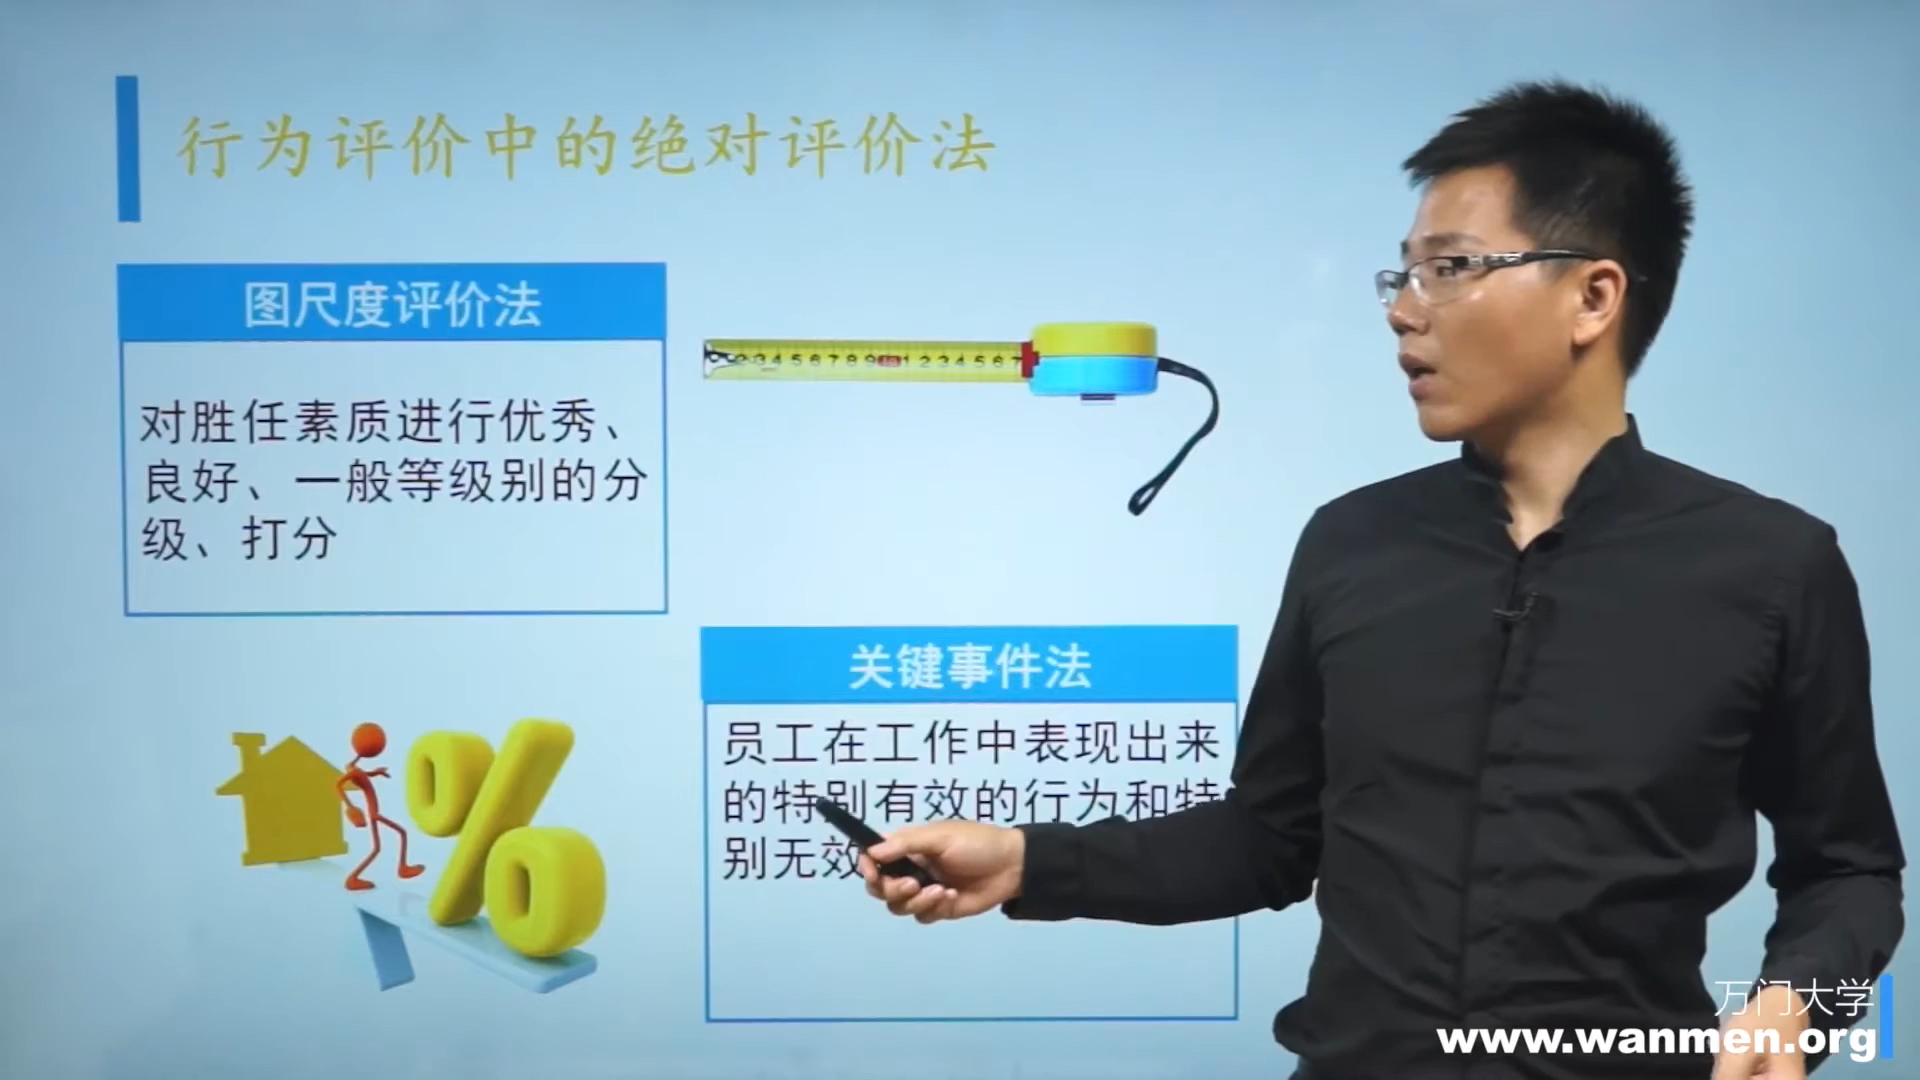 行为评价中的绝对评价法
图尺度评价法
对胜任素质进行优秀、
良好、一般等级别的分
级、打分
关键事件法
员工在工作中表现出来
的特别有效的行为和特
别无效
万门大学
www.wanmen.org